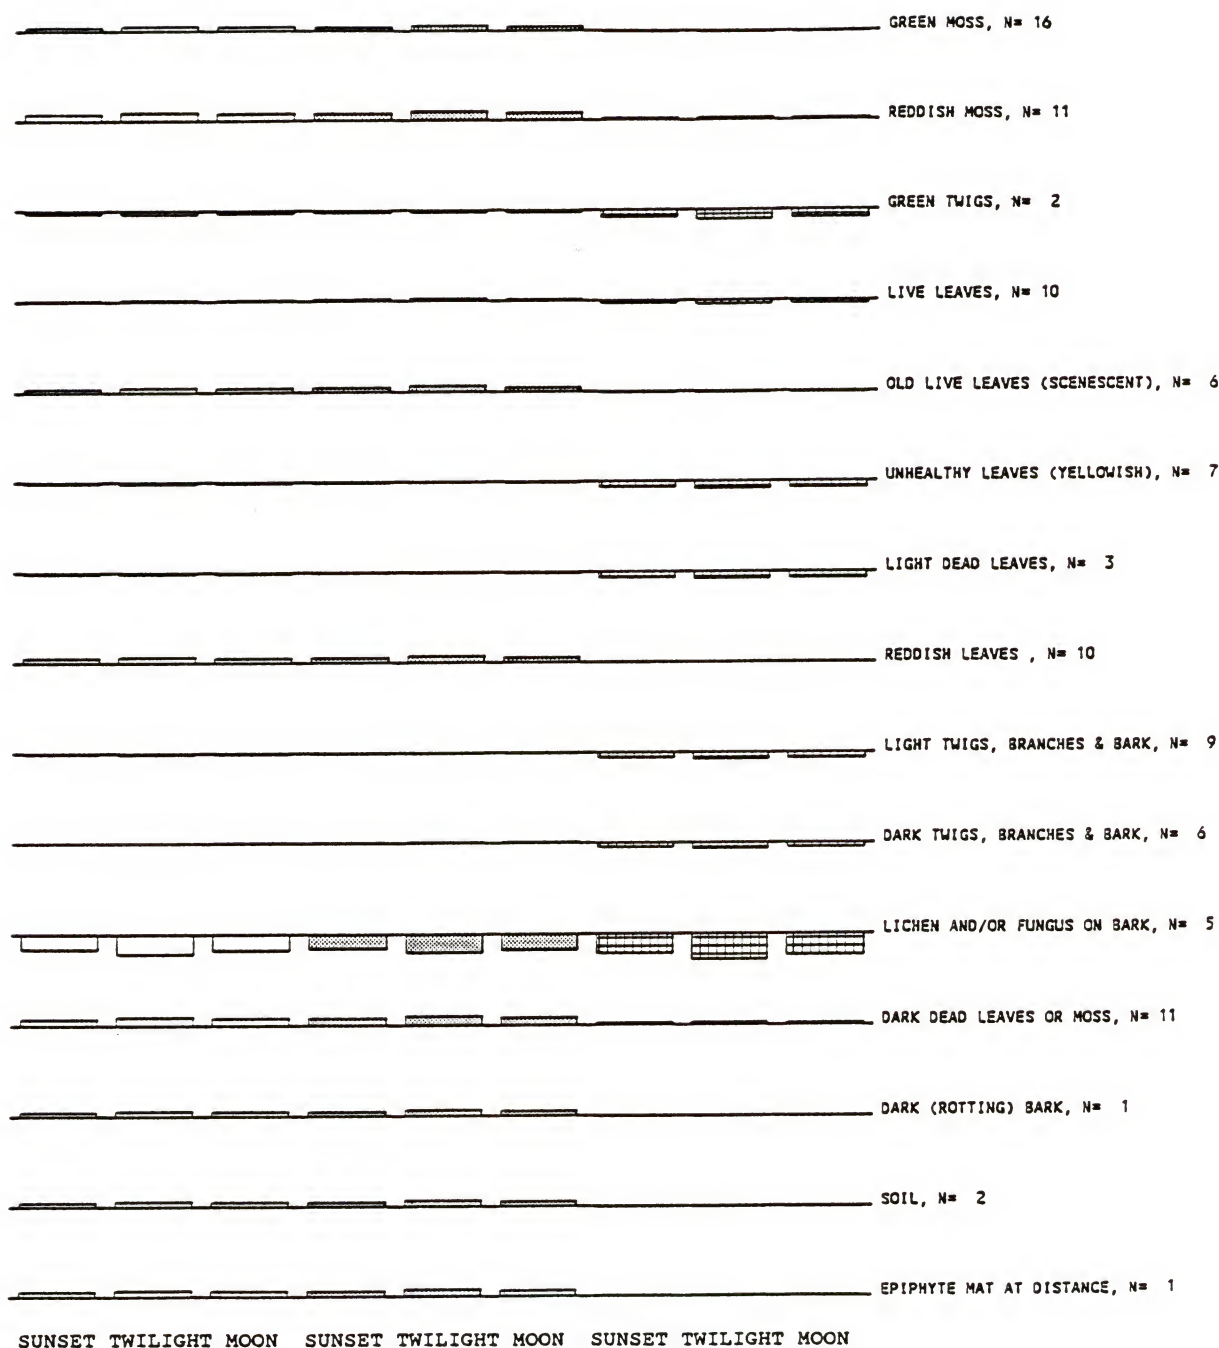 GREEN MOSS, N= 16
REDDISH MOSS, N= 11
GREEN TWIGS, N= 2
LIVE LEAVES, N= 10
OLD LIVE LEAVES (SCENESCENT), N= 6
UNHEALTHY LEAVES (YELLOWISH), N= 7
LIGHT DEAD LEAVES, N= 3
REDDISH LEAVES , N= 10
LIGHT TWIGS, BRANCHES & BARK, N= 9
DARK TWIGS, BRANCHES & BARK, N= 6
LICHEN AND/OR FUNGUS ON BARK, N= 5
DARK DEAD LEAVES OR MOSS, N= 11
DARK (ROTTING) BARK, N= 1
SOIL, N= 2
EPIPHYTE MAT AT DISTANCE, N= 1
SUNSET TWILIGHT MOON SUNSET TWILIGHT MOON SUNSET TWILIGHT MOON